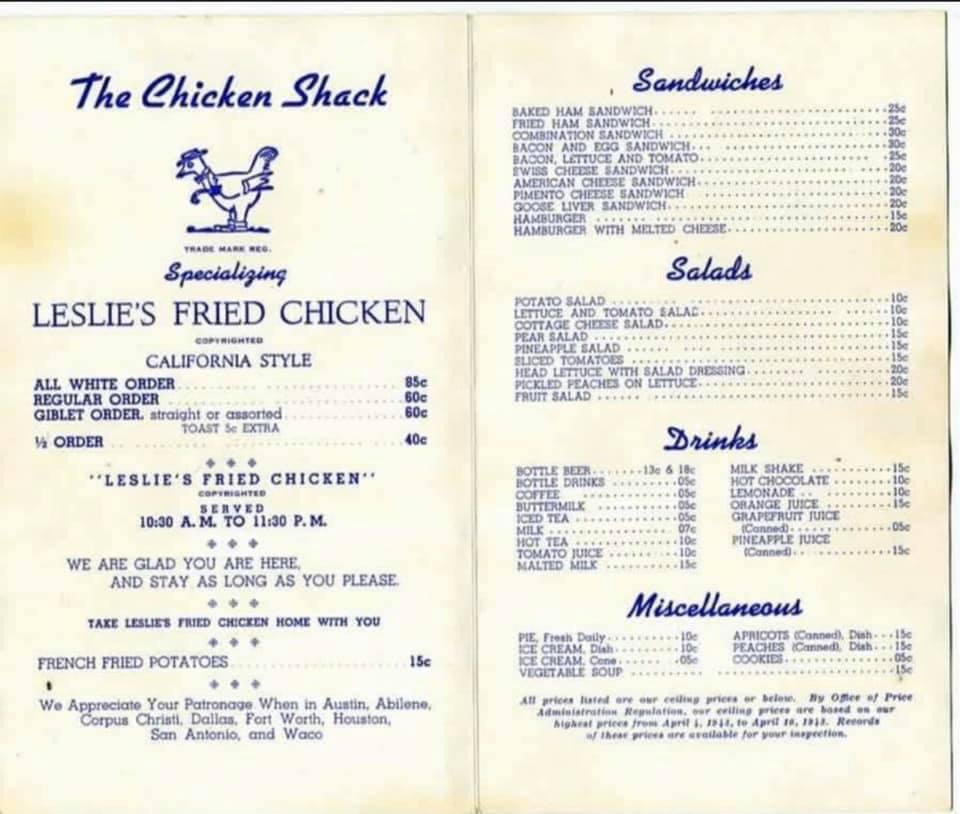 The Chicken Shack
TRADE MARK REG.
Specializing
LESLIE'S FRIED CHICKEN
COPYRIGHTED
CALIFORNIA STYLE
ALL WHITE ORDER 85c
REGULAR ORDER 60c
GIBLET ORDER, straight or assorted 60c
TOAST 5c EXTRA
½ ORDER 40c
"LESLIE'S FRIED CHICKEN"
COPYRIGHTED
SERVED
10:30 A.M. TO 11:30 P.M.
WE ARE GLAD YOU ARE HERE,
AND STAY AS LONG AS YOU PLEASE.
TAKE LESLIE'S FRIED CHICKEN HOME WITH YOU
FRENCH FRIED POTATOES 15c
We Appreciate Your Patronage When in Austin, Abilene,
Corpus Christi, Dallas, Fort Worth, Houston,
San Antonio, and Waco
Sandwiches
BAKED HAM SANDWICH 25c
FRIED HAM SANDWICH 25c
COMBINATION SANDWICH 30c
BACON AND EGG SANDWICH 30c
BACON, LETTUCE AND TOMATO 25c
SWISS CHEESE SANDWICH 20c
AMERICAN CHEESE SANDWICH 20c
PIMENTO CHEESE SANDWICH 20c
GOOSE LIVER SANDWICH 20c
HAMBURGER 15c
HAMBURGER WITH MELTED CHEESE 20c
Salads
POTATO SALAD 10c
LETTUCE AND TOMATO SALAD 10c
COTTAGE CHEESE SALAD 10c
PEAR SALAD 15c
PINEAPPLE SALAD 15c
SLICED TOMATOES 15c
HEAD LETTUCE WITH SALAD DRESSING 20c
PICKLED PEACHES ON LETTUCE 20c
FRUIT SALAD 15c
Drinks
BOTTLE BEER 13c & 18c
BOTTLE DRINKS 05c
COFFEE 05c
BUTTERMILK 05c
ICED TEA 05c
MILK 07c
HOT TEA 10c
TOMATO JUICE 10c
MALTED MILK 15c
MILK SHAKE 15c
HOT CHOCOLATE 10c
LEMONADE 10c
ORANGE JUICE 15c
GRAPEFRUIT JUICE
(Canned) 05c
PINEAPPLE JUICE
(Canned) 15c
Miscellaneous
PIE, Fresh Daily 10c
ICE CREAM, Dish 10c
ICE CREAM, Cone 05c
VEGETABLE SOUP 15c
APRICOTS (Canned), Dish 15c
PEACHES (Canned), Dish 15c
COOKIES 05c
All prices listed are our ceiling prices or below. By Office of Price
Administration Regulation, our ceiling prices are based on our
highest prices from April 4, 1943, to April 10, 1943. Records
of these prices are available for your inspection.